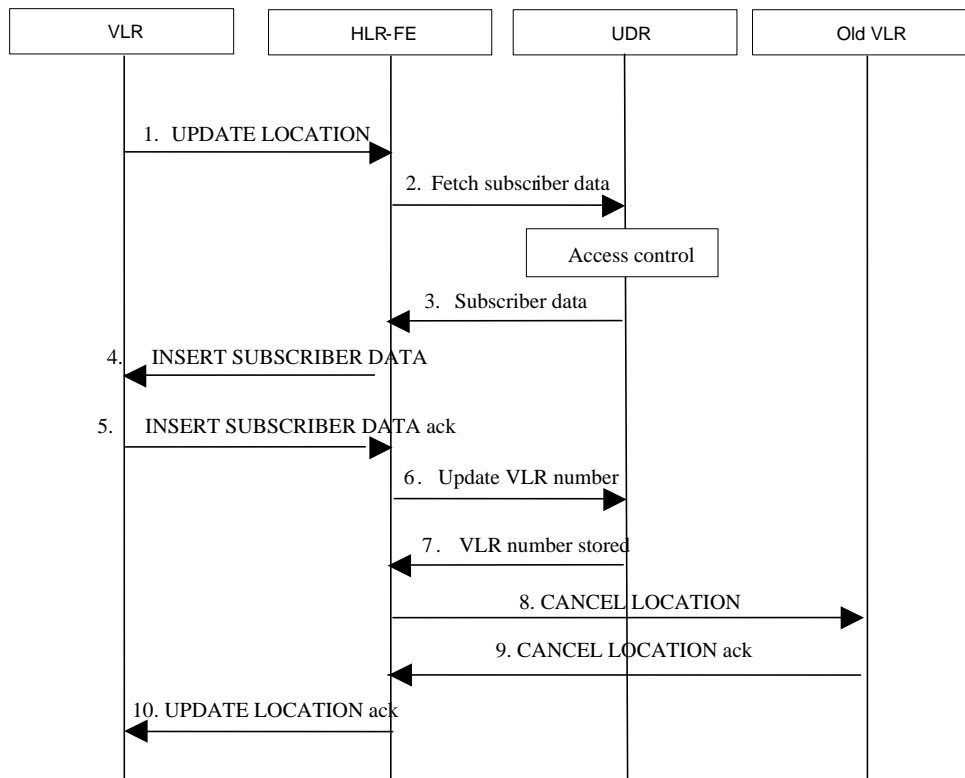 VLR
HLR-FE
UDR
Old VLR
1. UPDATE LOCATION
2. Fetch subscriber data
Access control
3. Subscriber data
4. INSERT SUBSCRIBER DATA
5. INSERT SUBSCRIBER DATA ack
6. Update VLR number
7. VLR number stored
8. CANCEL LOCATION
9. CANCEL LOCATION ack
10. UPDATE LOCATION ack